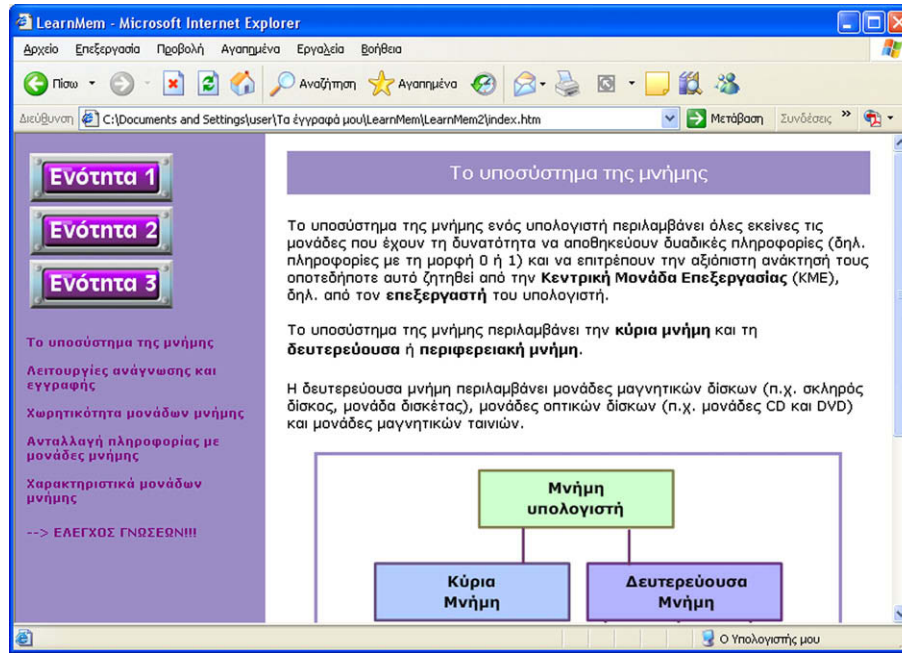 LearnMem - Microsoft Internet Explorer
Αρχείο Επεξεργασία Προβολή Αγαπημένα Εργαλεία Βοήθεια
Πίσω Αναζήτηση Αγαπημένα
Διεύθυνση C:\Documents and Settings\user\Τα έγγραφά μου\LearnMem\LearnMem2\index.htm Μετάβαση Συνδέσεις »
Ενότητα 1
Ενότητα 2
Ενότητα 3
Το υποσύστημα της μνήμης
Λειτουργίες ανάγνωσης και
εγγραφής
Χωρητικότητα μονάδων μνήμης
Ανταλλαγή πληροφορίας με
μονάδες μνήμης
Χαρακτηριστικά μονάδων
μνήμης
--> ΕΛΕΓΧΟΣ ΓΝΩΣΕΩΝ!!!
Το υποσύστημα της μνήμης
Το υποσύστημα της μνήμης ενός υπολογιστή περιλαμβάνει όλες εκείνες τις
μονάδες που έχουν τη δυνατότητα να αποθηκεύουν δυαδικές πληροφορίες (δηλ.
πληροφορίες με τη μορφή 0 ή 1) και να επιτρέπουν την αξιόπιστη ανάκτησή τους
οποτεδήποτε αυτό ζητηθεί από την Κεντρική Μονάδα Επεξεργασίας (ΚΜΕ),
δηλ. από τον επεξεργαστή του υπολογιστή.
Το υποσύστημα της μνήμης περιλαμβάνει την κύρια μνήμη και τη
δευτερεύουσα ή περιφερειακή μνήμη.
Η δευτερεύουσα μνήμη περιλαμβάνει μονάδες μαγνητικών δίσκων (π.χ. σκληρός
δίσκος, μονάδα δισκέτας), μονάδες οπτικών δίσκων (π.χ. μονάδες CD και DVD)
και μονάδες μαγνητικών ταινιών.
Μνήμη
υπολογιστή
Κύρια
Μνήμη
Δευτερεύουσα
Μνήμη
Ο Υπολογιστής μου